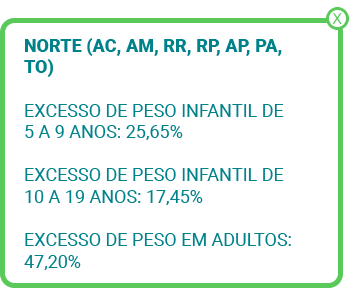 X
NORTE (AC, AM, RR, RP, AP, PA,
TO)
EXCESSO DE PESO INFANTIL DE
5 A 9 ANOS: 25,65%
EXCESSO DE PESO INFANTIL DE
10 A 19 ANOS: 17,45%
EXCESSO DE PESO EM ADULTOS:
47,20%